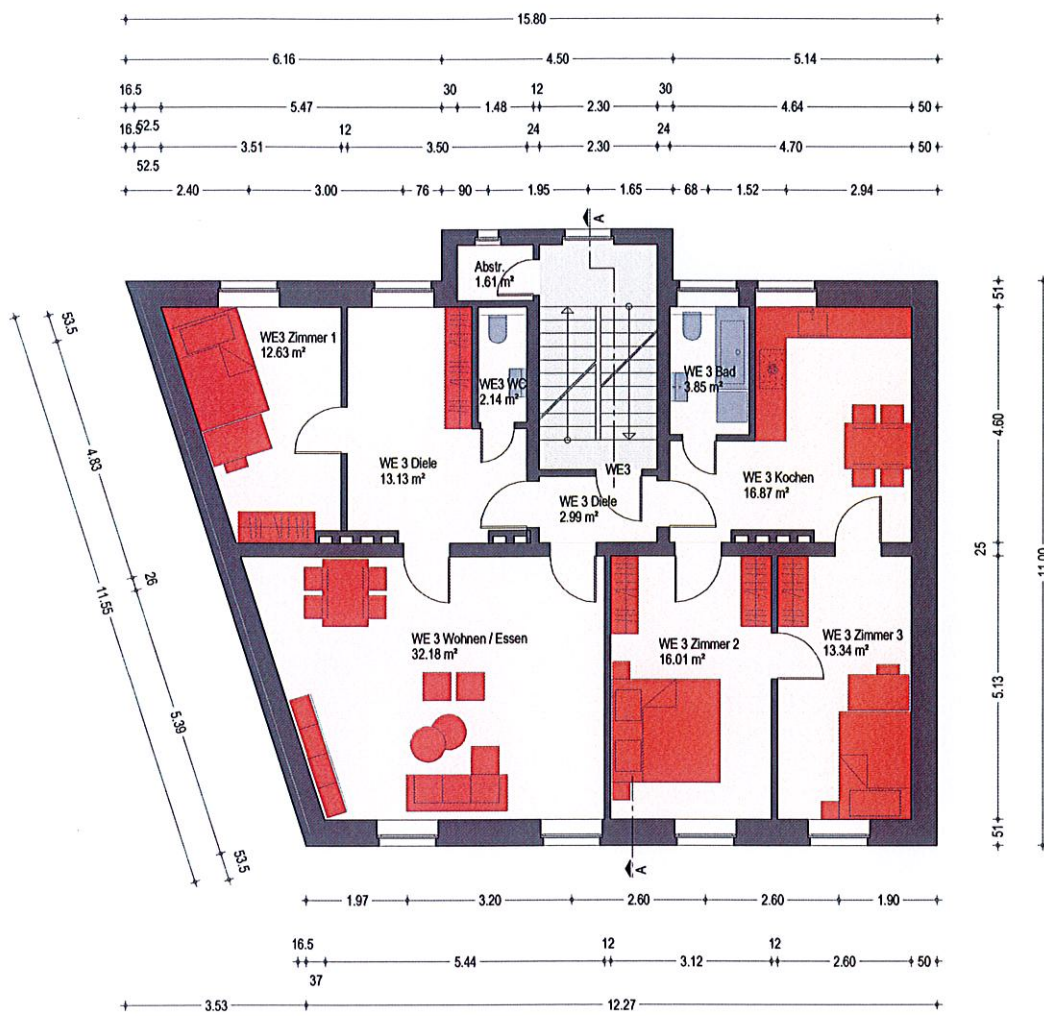 15.80
6.16 4.50 5.14
16.5 30 12 30
5.47 1.48 2.30 4.64 50
16.5 52.5 12 24 24
3.51 3.50 2.30 4.70 50
52.5
2.40 3.00 76 90 1.95 1.65 68 1.52 2.94
A
Abstr.
1.61 m²
WE3 Zimmer 1
12.63 m²
WE3 WC
2.14 m²
WE 3 Bad
3.85 m²
WE 3 Diele
13.13 m²
WE3
WE 3 Diele
2.99 m²
WE 3 Kochen
16.87 m²
WE 3 Wohnen / Essen
32.18 m²
WE 3 Zimmer 2
16.01 m²
WE 3 Zimmer 3
13.34 m²
A
53.5
4.83
26
11.55
5.39
53.5
51
4.60
25
11.00
5.13
51
1.97 3.20 2.60 2.60 1.90
16.5 12 12
5.44 3.12 2.60 50
37
3.53 12.27